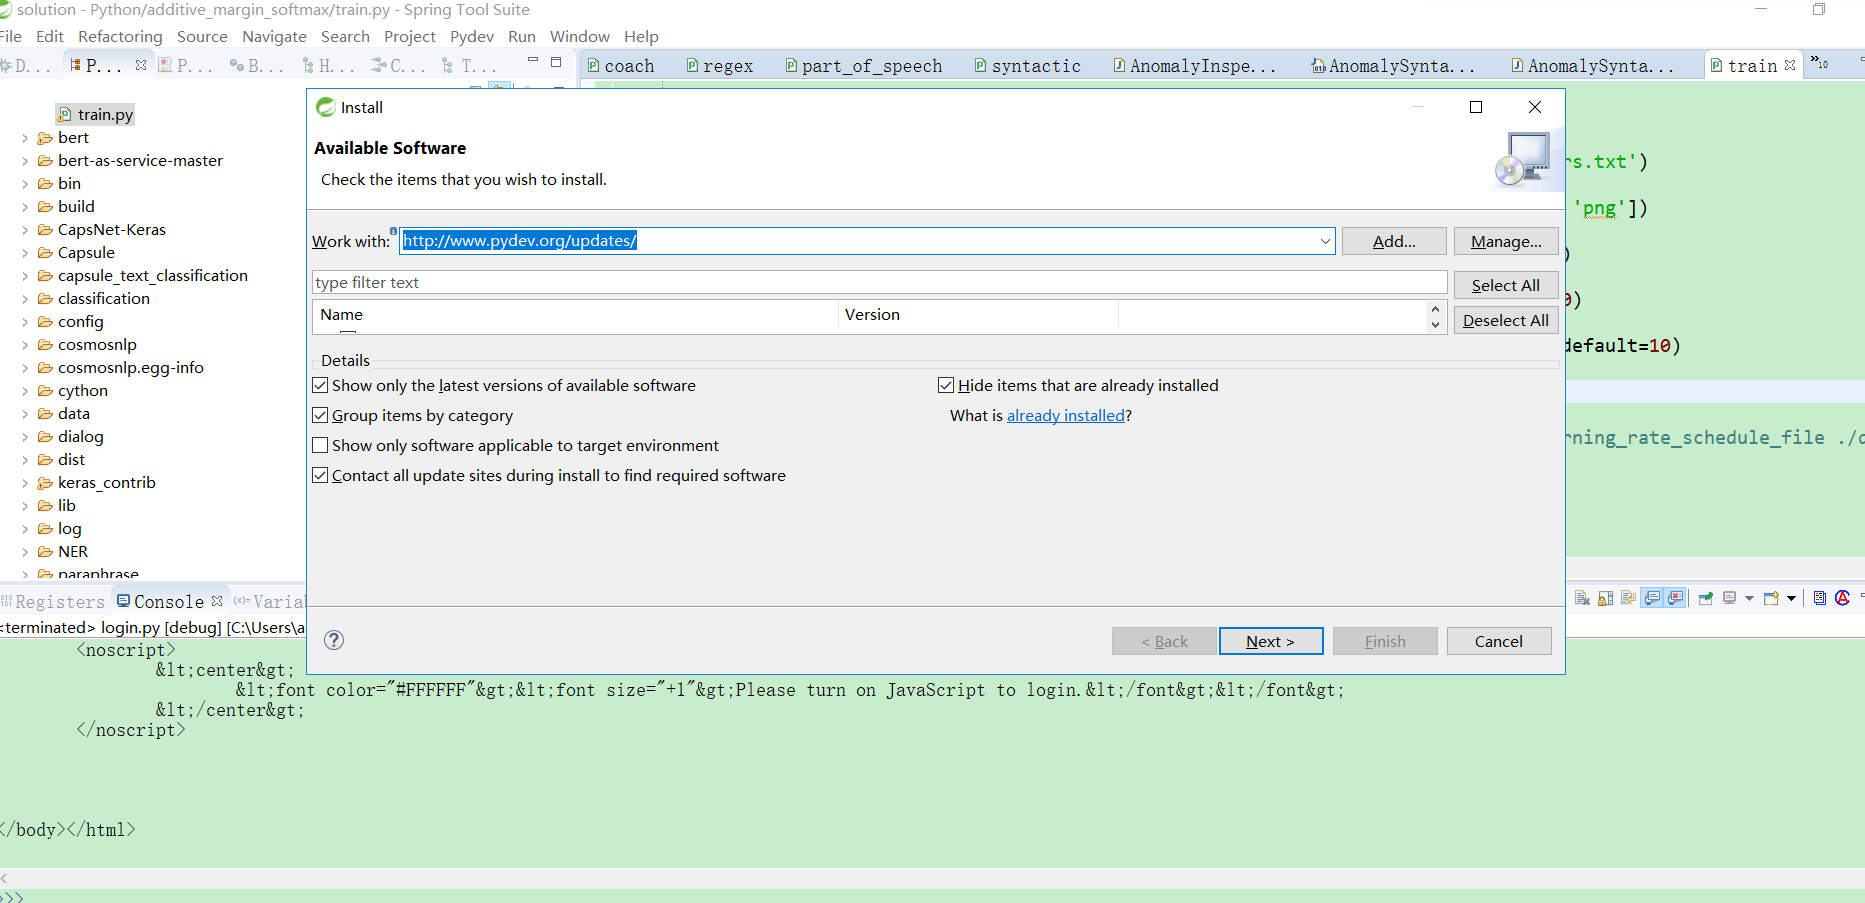 solution - Python/additive_margin_softmax/train.py - Spring Tool Suite
File Edit Refactoring Source Navigate Search Project Pydev Run Window Help
D... P... P... B... H... C... T...
coach regex part_of_speech syntactic AnomalyInspe... AnomalySynta... AnomalySynta... train »10
train.py
bert
bert-as-service-master
bin
build
CapsNet-Keras
Capsule
capsule_text_classification
classification
config
cosmosnlp
cosmosnlp.egg-info
cython
data
dialog
dist
keras_contrib
lib
log
NER
paraphrase
Install
Available Software
Check the items that you wish to install.
Work with: http://www.pydev.org/updates/ Add... Manage...
type filter text Select All
Name Version Deselect All
Details
Show only the latest versions of available software Hide items that are already installed
Group items by category What is already installed?
Show only software applicable to target environment
Contact all update sites during install to find required software
< Back Next > Finish Cancel
rs.txt')
'png'])
)
0)
default=10)
rning_rate_schedule_file ./d
Registers Console (x)= Varial
<terminated> login.py [debug] [C:\Users\a
<noscript>
&lt;center&gt;
&lt;font color="#FFFFFF"&gt;&lt;font size="+1"&gt;Please turn on JavaScript to login.&lt;/font&gt;&lt;/font&gt;
&lt;/center&gt;
</noscript>
</body></html>
>>>